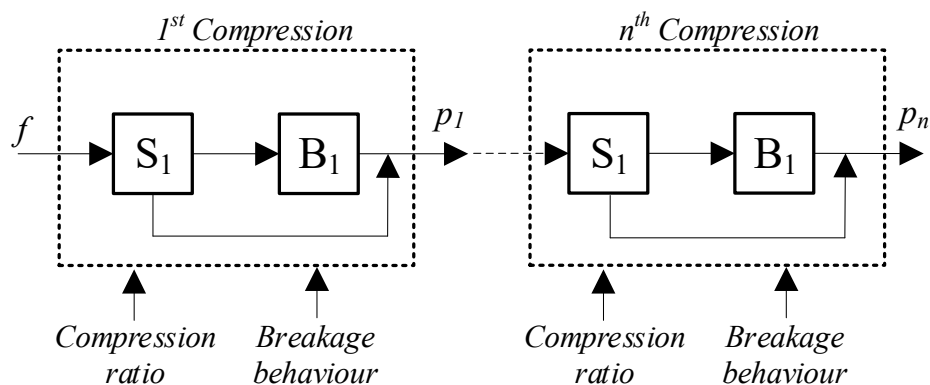 1st Compression
nth Compression
f
S1
B1
p1
S1
B1
pn
Compression
ratio
Breakage
behaviour
Compression
ratio
Breakage
behaviour